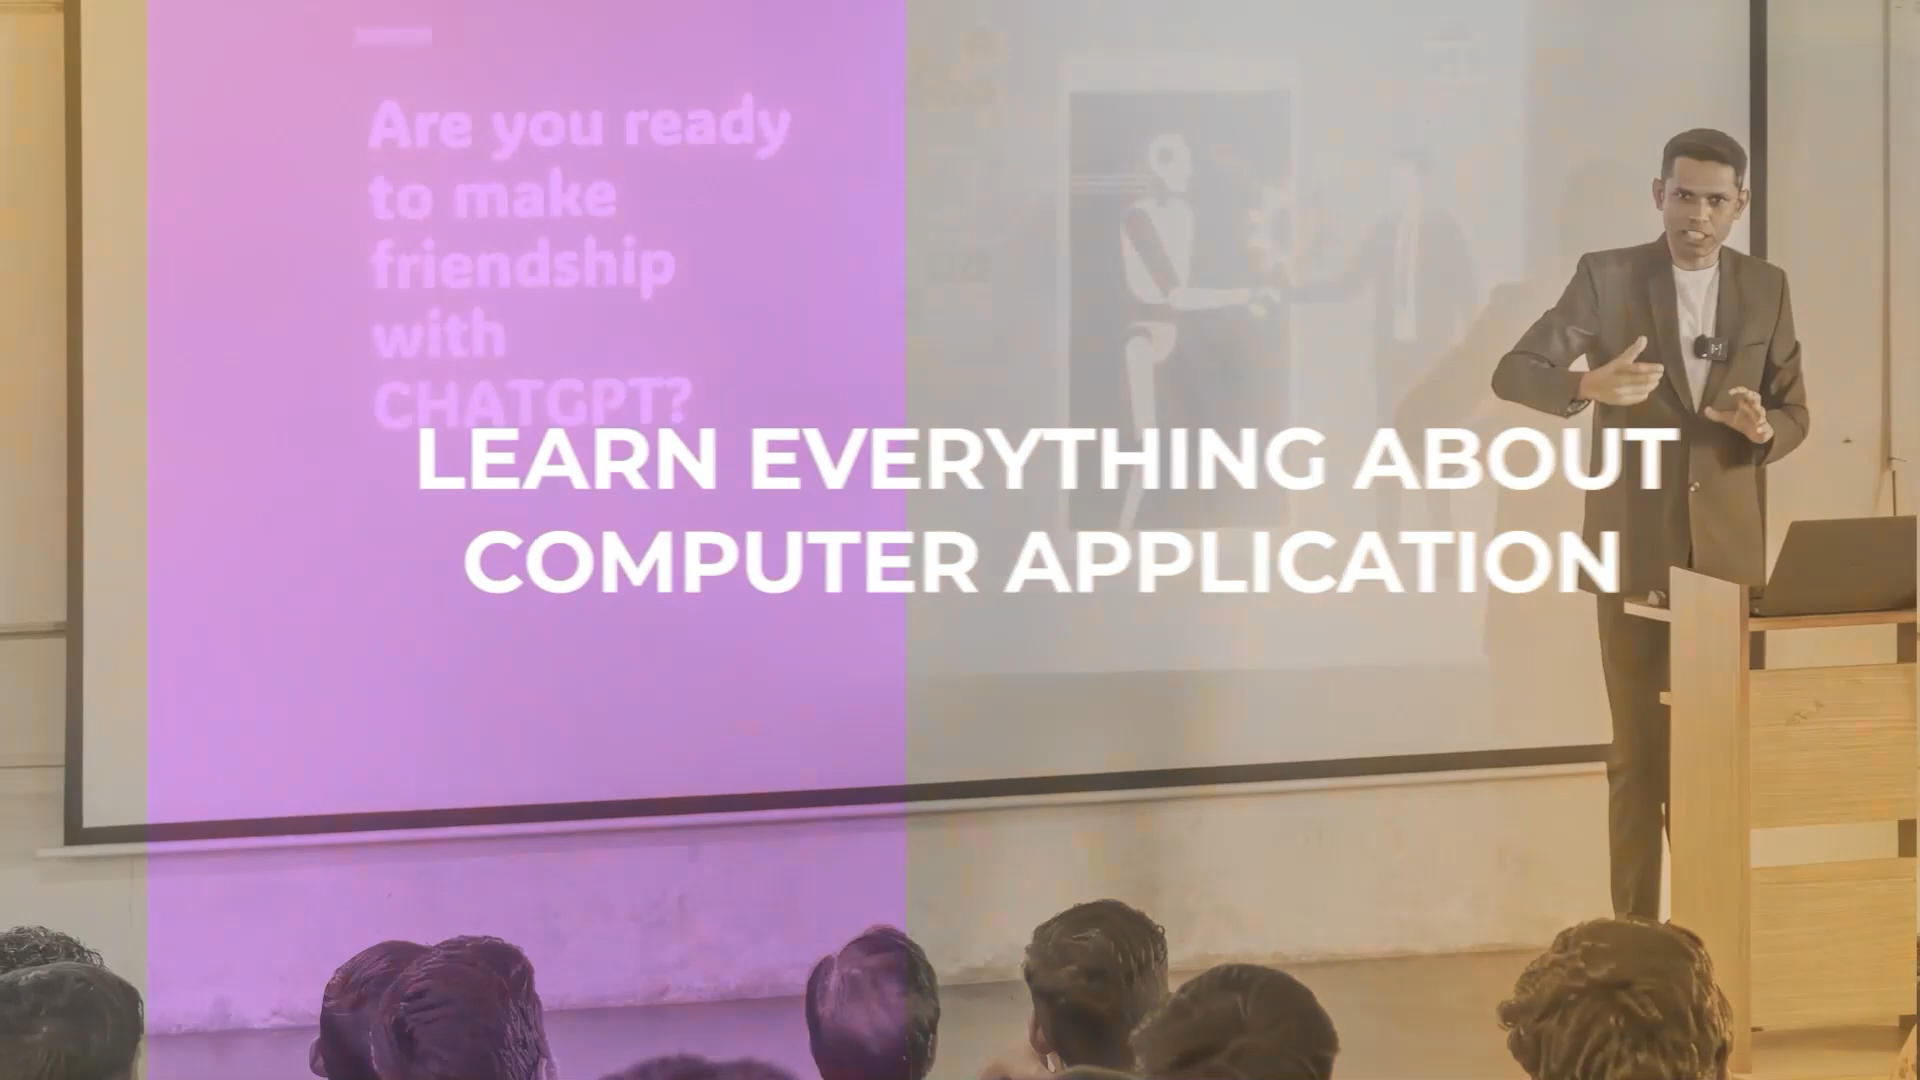 Are you ready
to make
friendship
with
CHATGPT?
LEARN EVERYTHING ABOUT
COMPUTER APPLICATION